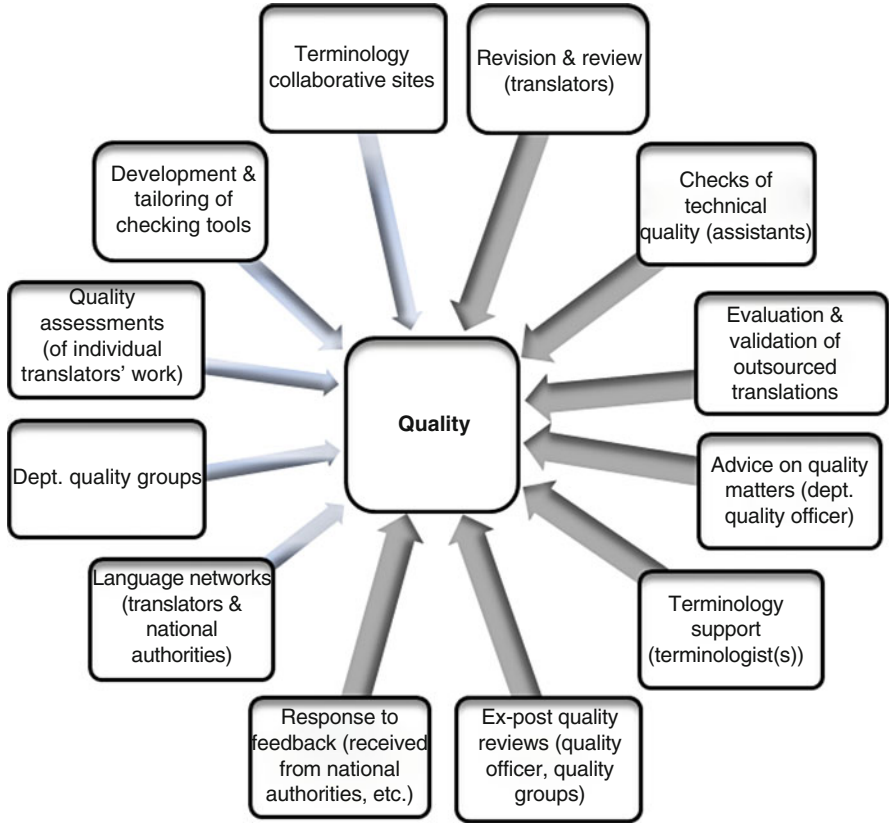 Terminology
collaborative sites
Revision & review
(translators)
Development &
tailoring of
checking tools
Checks of
technical
quality (assistants)
Quality
assessments
(of individual
translators’ work)
Evaluation &
validation of
outsourced
translations
Quality
Dept. quality groups
Advice on quality
matters (dept.
quality officer)
Language networks
(translators &
national
authorities)
Terminology
support
(terminologist(s))
Response to
feedback (received
from national
authorities, etc.)
Ex-post quality
reviews (quality
officer, quality
groups)